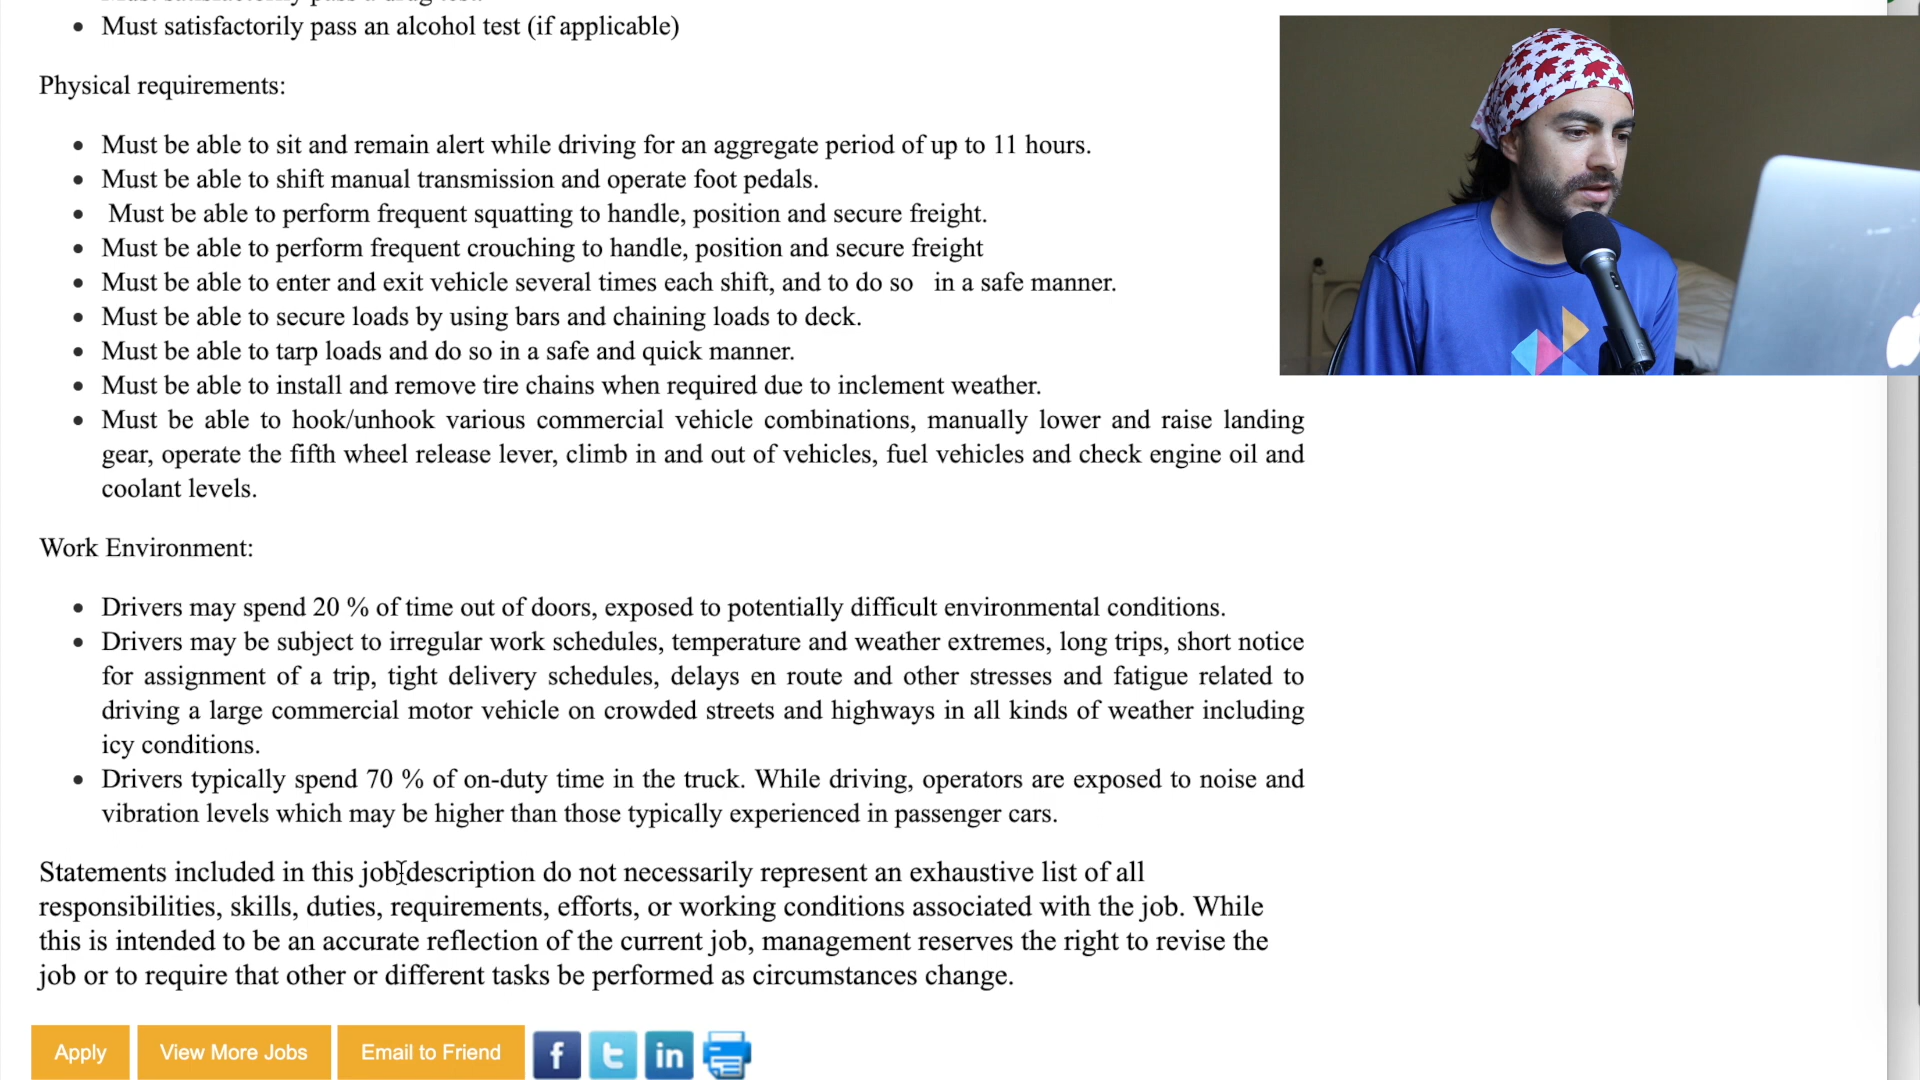 Must satisfactorily pass a drug test.
Must satisfactorily pass an alcohol test (if applicable)
Physical requirements:
Must be able to sit and remain alert while driving for an aggregate period of up to 11 hours.
Must be able to shift manual transmission and operate foot pedals.
Must be able to perform frequent squatting to handle, position and secure freight.
Must be able to perform frequent crouching to handle, position and secure freight
Must be able to enter and exit vehicle several times each shift, and to do so in a safe manner.
Must be able to secure loads by using bars and chaining loads to deck.
Must be able to tarp loads and do so in a safe and quick manner.
Must be able to install and remove tire chains when required due to inclement weather.
Must be able to hook/unhook various commercial vehicle combinations, manually lower and raise landing
gear, operate the fifth wheel release lever, climb in and out of vehicles, fuel vehicles and check engine oil and
coolant levels.
Work Environment:
Drivers may spend 20 % of time out of doors, exposed to potentially difficult environmental conditions.
Drivers may be subject to irregular work schedules, temperature and weather extremes, long trips, short notice
for assignment of a trip, tight delivery schedules, delays en route and other stresses and fatigue related to
driving a large commercial motor vehicle on crowded streets and highways in all kinds of weather including
icy conditions.
Drivers typically spend 70 % of on-duty time in the truck. While driving, operators are exposed to noise and
vibration levels which may be higher than those typically experienced in passenger cars.
Statements included in this job description do not necessarily represent an exhaustive list of all
responsibilities, skills, duties, requirements, efforts, or working conditions associated with the job. While
this is intended to be an accurate reflection of the current job, management reserves the right to revise the
job or to require that other or different tasks be performed as circumstances change.
Apply
View More Jobs
Email to Friend
f
t
in